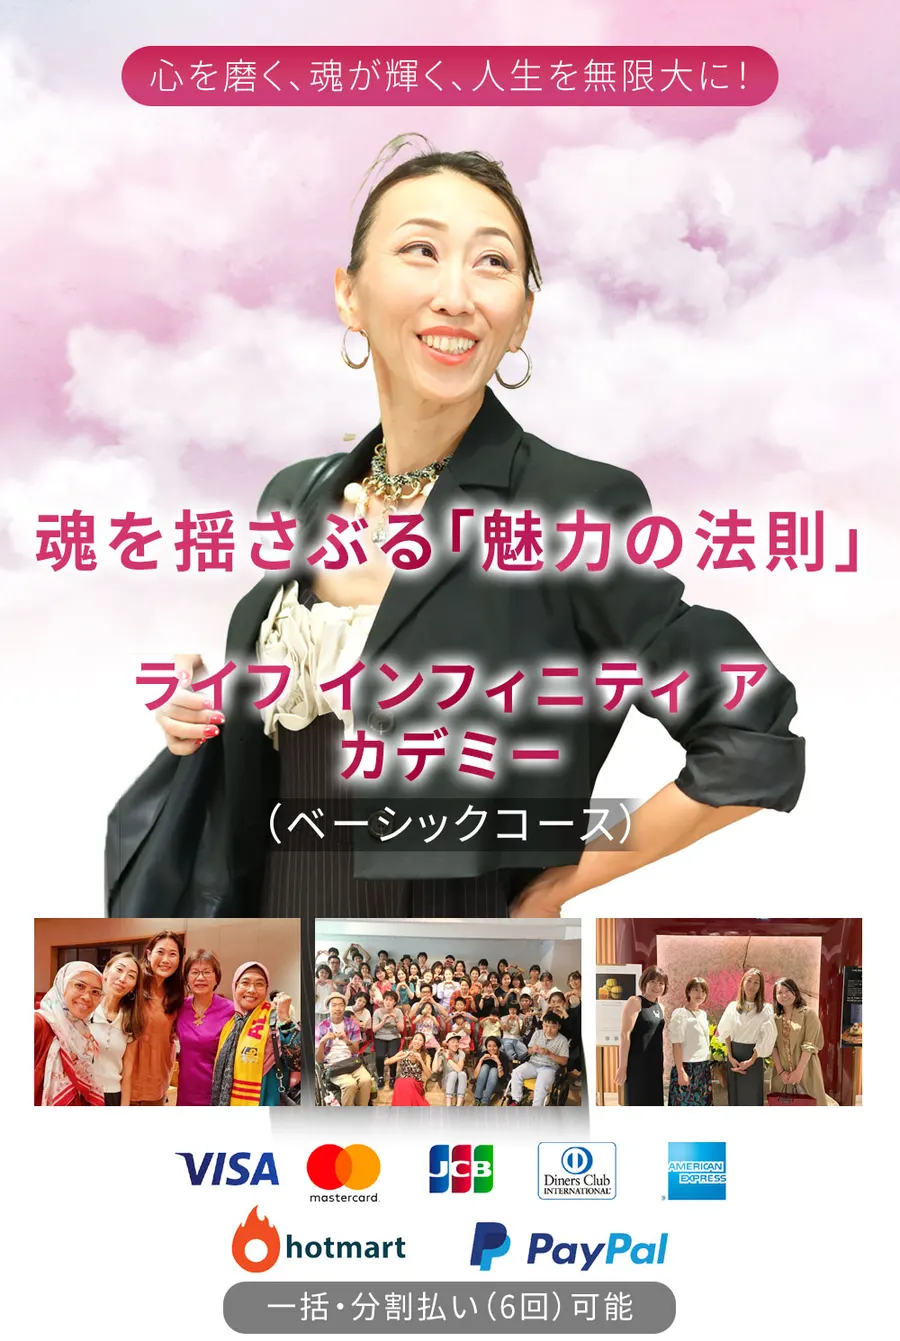 心を磨く、魂が輝く、人生を無限大に!
魂を揺さぶる「魅力の法則」
ライフ インフィニティ ア
カデミー
(ベーシックコース)
VISA
mastercard
JCB
Diners Club
INTERNATIONAL
AMERICAN
EXPRESS
hotmart
PayPal
一括・分割払い(6回)可能